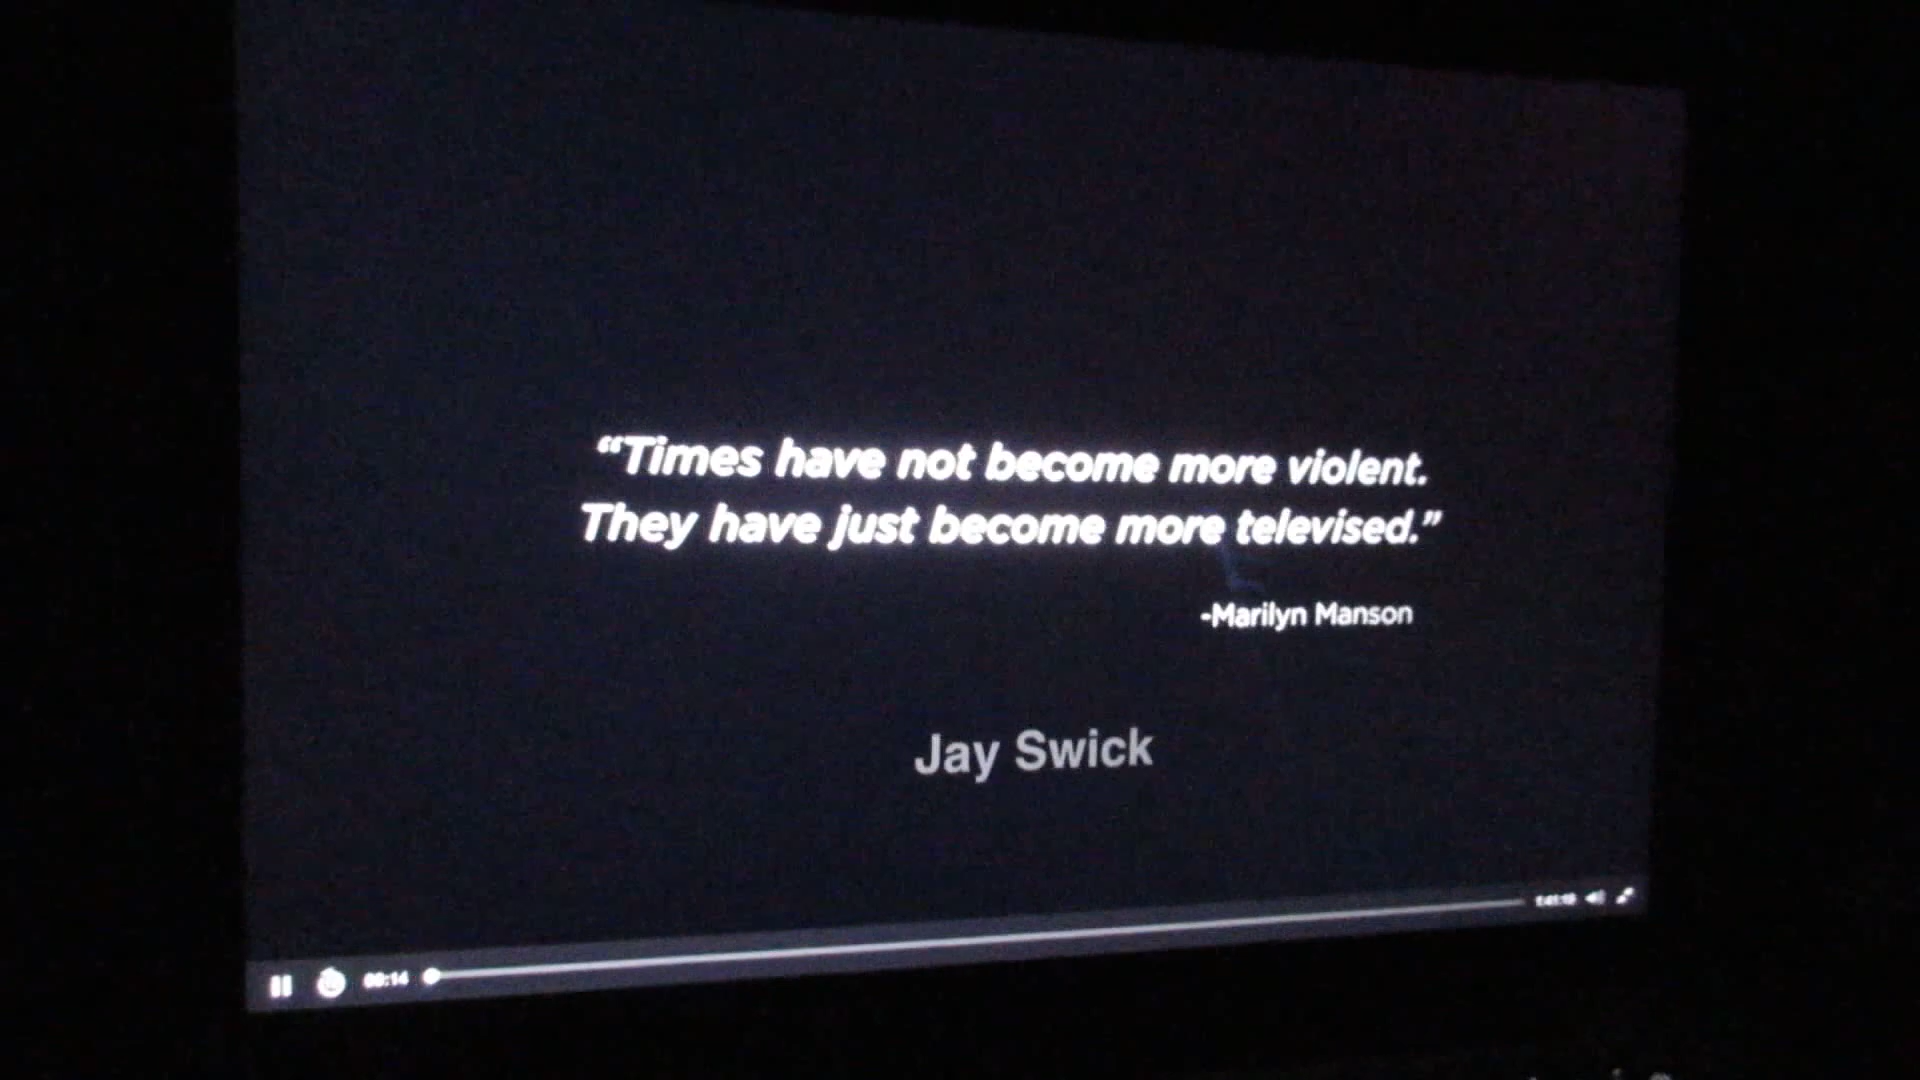 “Times have not become more violent.
They have just become more televised.”
-Marilyn Manson
Jay Swick
00:14